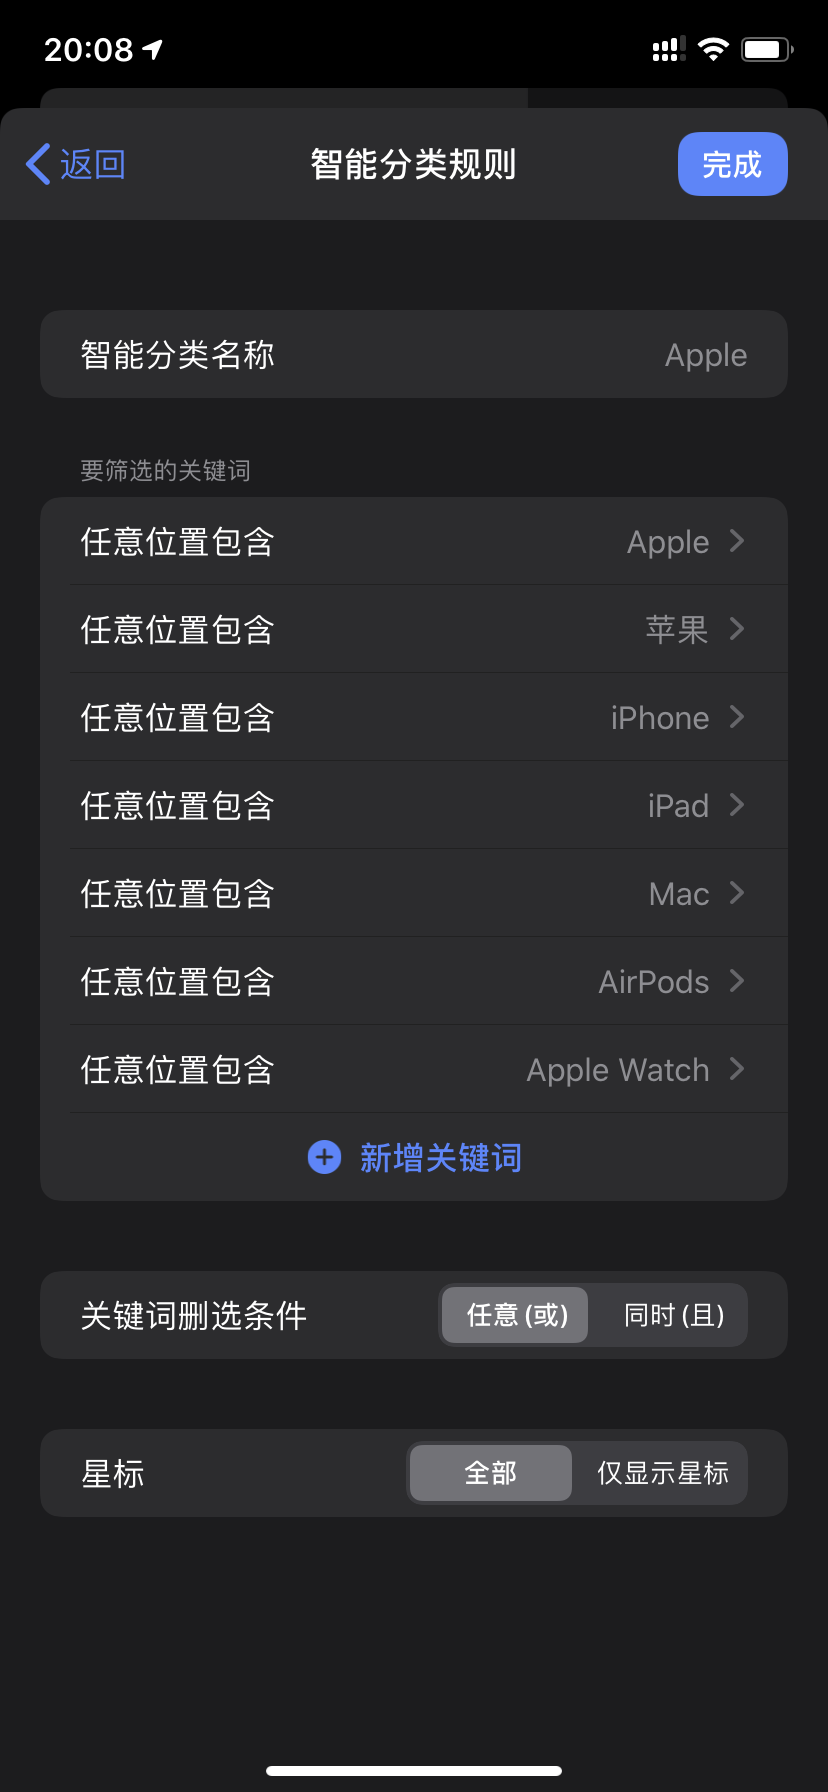 20:08
返回
智能分类规则
完成
智能分类名称
Apple
要筛选的关键词
任意位置包含
Apple
任意位置包含
苹果
任意位置包含
iPhone
任意位置包含
iPad
任意位置包含
Mac
任意位置包含
AirPods
任意位置包含
Apple Watch
新增关键词
关键词删选条件
任意(或)
同时(且)
星标
全部
仅显示星标